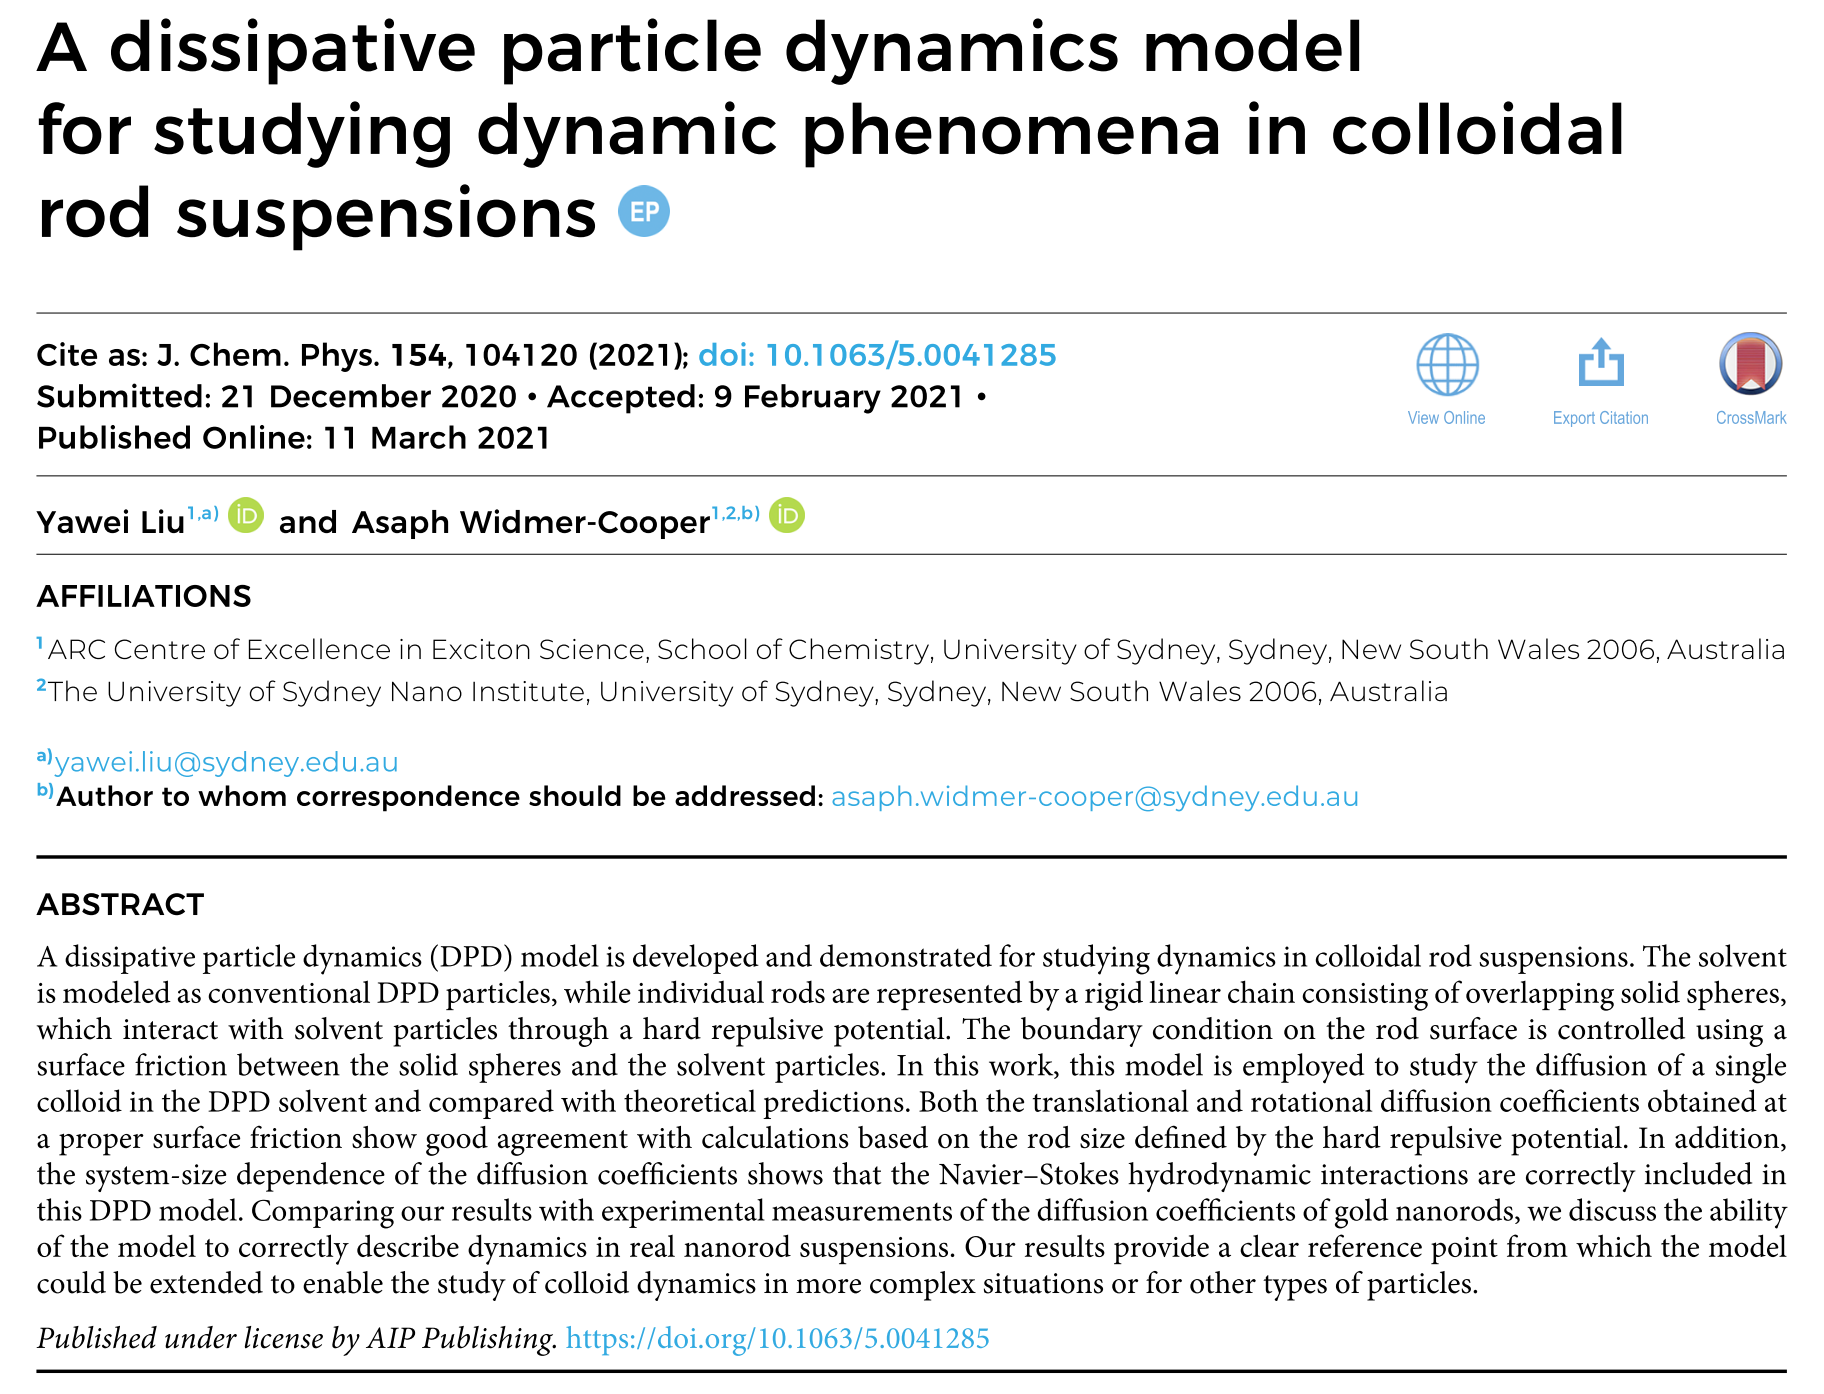 A dissipative particle dynamics model
for studying dynamic phenomena in colloidal
rod suspensions EP
Cite as: J. Chem. Phys. 154, 104120 (2021); doi: 10.1063/5.0041285
Submitted: 21 December 2020 • Accepted: 9 February 2021 •
Published Online: 11 March 2021
View Online
Export Citation
CrossMark
Yawei Liu1,a) iD and Asaph Widmer-Cooper1,2,b) iD
AFFILIATIONS
1ARC Centre of Excellence in Exciton Science, School of Chemistry, University of Sydney, Sydney, New South Wales 2006, Australia
2The University of Sydney Nano Institute, University of Sydney, Sydney, New South Wales 2006, Australia
a)yawei.liu@sydney.edu.au
b)Author to whom correspondence should be addressed: asaph.widmer-cooper@sydney.edu.au
ABSTRACT
A dissipative particle dynamics (DPD) model is developed and demonstrated for studying dynamics in colloidal rod suspensions. The solvent
is modeled as conventional DPD particles, while individual rods are represented by a rigid linear chain consisting of overlapping solid spheres,
which interact with solvent particles through a hard repulsive potential. The boundary condition on the rod surface is controlled using a
surface friction between the solid spheres and the solvent particles. In this work, this model is employed to study the diffusion of a single
colloid in the DPD solvent and compared with theoretical predictions. Both the translational and rotational diffusion coefficients obtained at
a proper surface friction show good agreement with calculations based on the rod size defined by the hard repulsive potential. In addition,
the system-size dependence of the diffusion coefficients shows that the Navier–Stokes hydrodynamic interactions are correctly included in
this DPD model. Comparing our results with experimental measurements of the diffusion coefficients of gold nanorods, we discuss the ability
of the model to correctly describe dynamics in real nanorod suspensions. Our results provide a clear reference point from which the model
could be extended to enable the study of colloid dynamics in more complex situations or for other types of particles.
Published under license by AIP Publishing. https://doi.org/10.1063/5.0041285